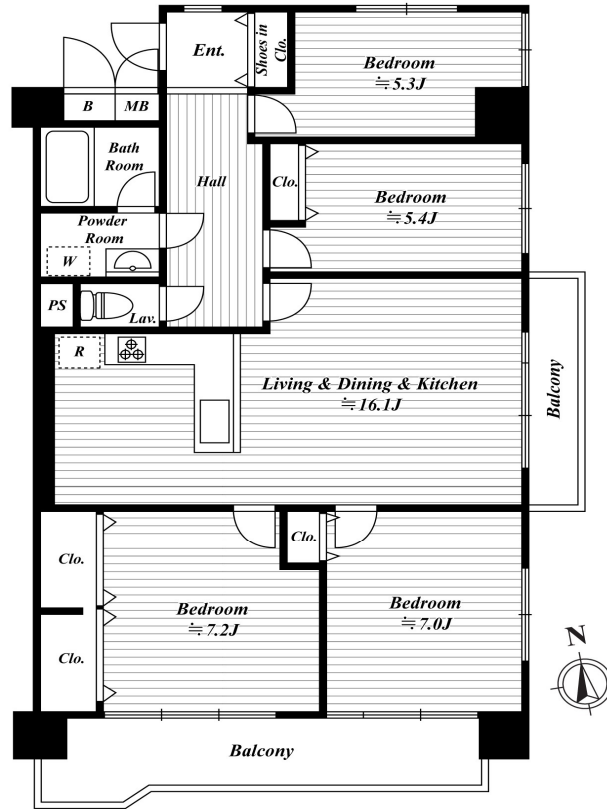 Ent.
Shoes in
Clo.
Bedroom
≒5.3J
B
MB
Bath
Room
Hall
Clo.
Bedroom
≒5.4J
Powder
Room
W
PS
Lav.
R
Living & Dining & Kitchen
≒16.1J
Balcony
Clo.
Clo.
Bedroom
≒7.2J
Bedroom
≒7.0J
Clo.
N
Balcony